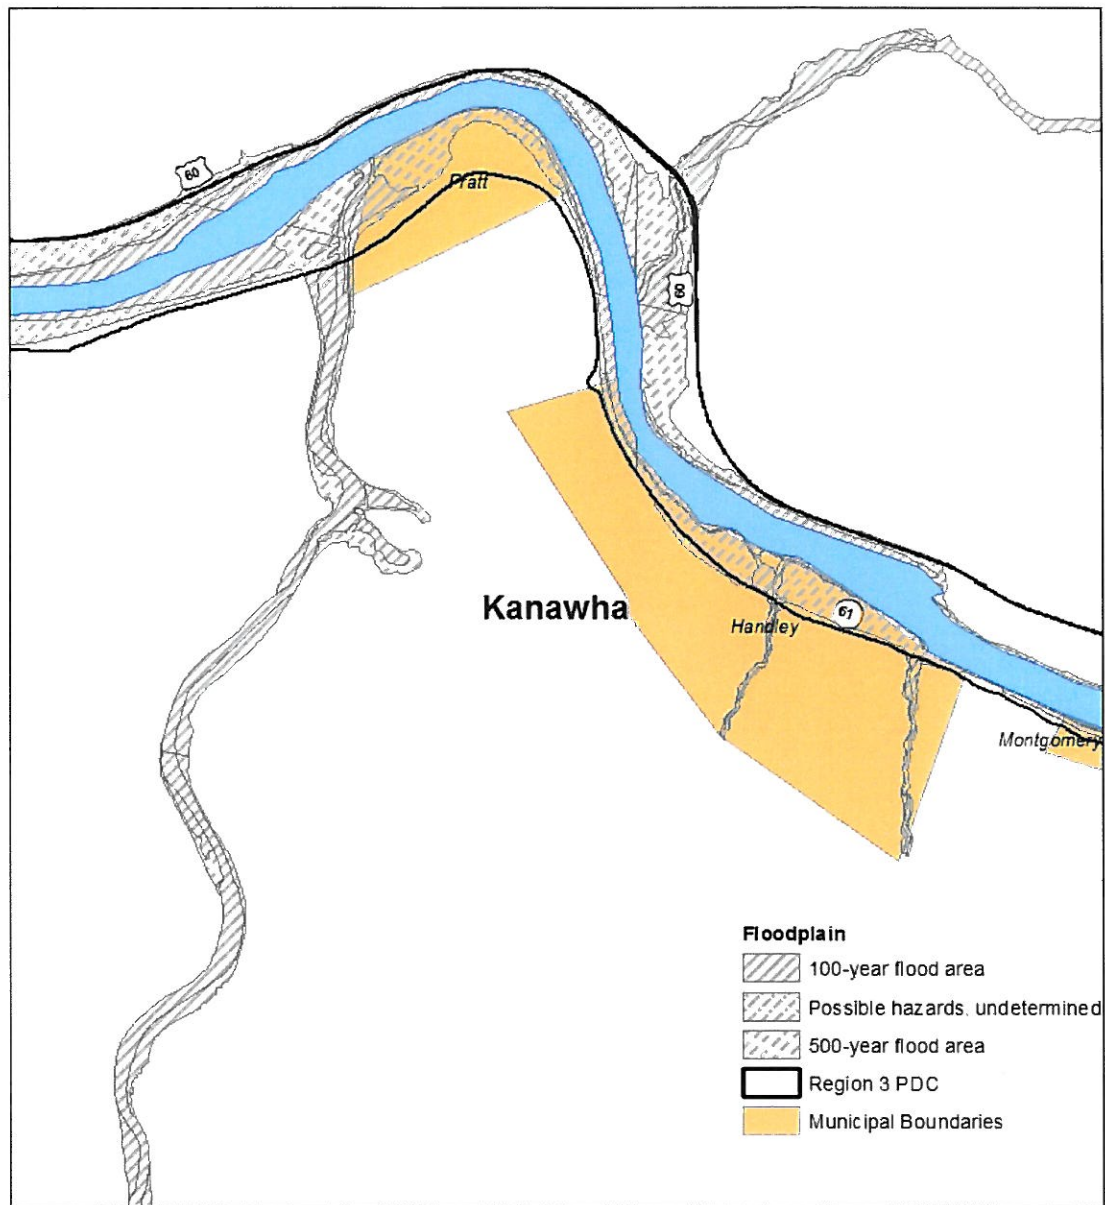 60
Pratt
60
Kanawha
61
Handley
Montgomery
Floodplain
100-year flood area
Possible hazards, undetermined
500-year flood area
Region 3 PDC
Municipal Boundaries